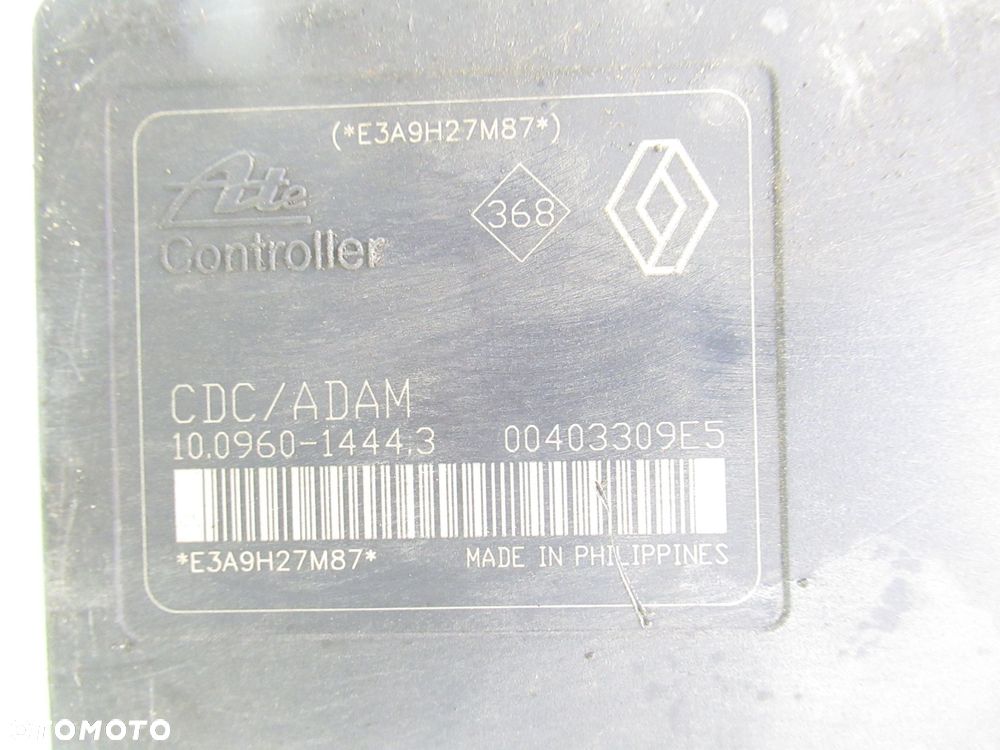 (*E3A9H27M87*)
Ate
Controller
368
CDC/ADAM
10.0960-1444.3 00403309E5
*E3A9H27M87* MADE IN PHILIPPINES
OTOMOTO